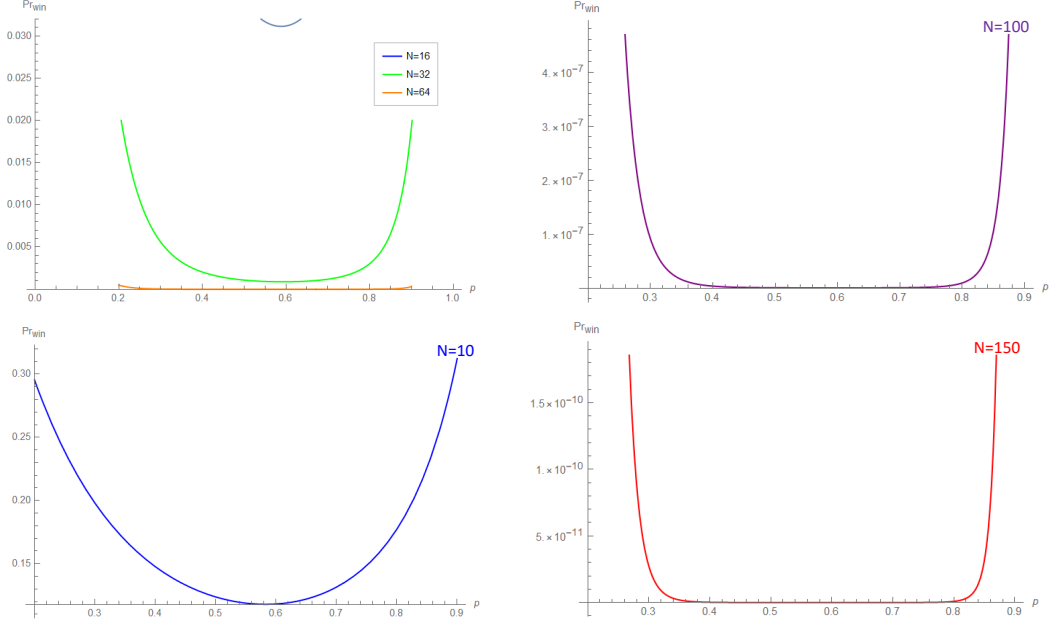 Pr_win
0.030
0.025
0.020
0.015
0.010
0.005
0.0
0.2
0.4
0.6
0.8
1.0
p
N=16
N=32
N=64
Pr_win
N=100
4. × 10^-7
3. × 10^-7
2. × 10^-7
1. × 10^-7
0.3
0.4
0.5
0.6
0.7
0.8
0.9
p
Pr_win
N=10
0.30
0.25
0.20
0.15
0.3
0.4
0.5
0.6
0.7
0.8
0.9
p
Pr_win
N=150
1.5 × 10^-10
1. × 10^-10
5. × 10^-11
0.3
0.4
0.5
0.6
0.7
0.8
0.9
p